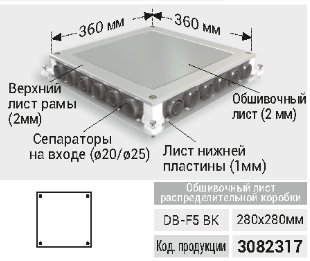 360 мм
360 мм
Верхний
лист рамы
(2мм)
Обшивочный
лист (2 мм)
Сепараторы
на входе (ø20/ø25)
Лист нижней
пластины (1мм)
Обшивочный лист
распределительной коробки
DB-F5 BK
280x280мм
Код. продукции
3082317